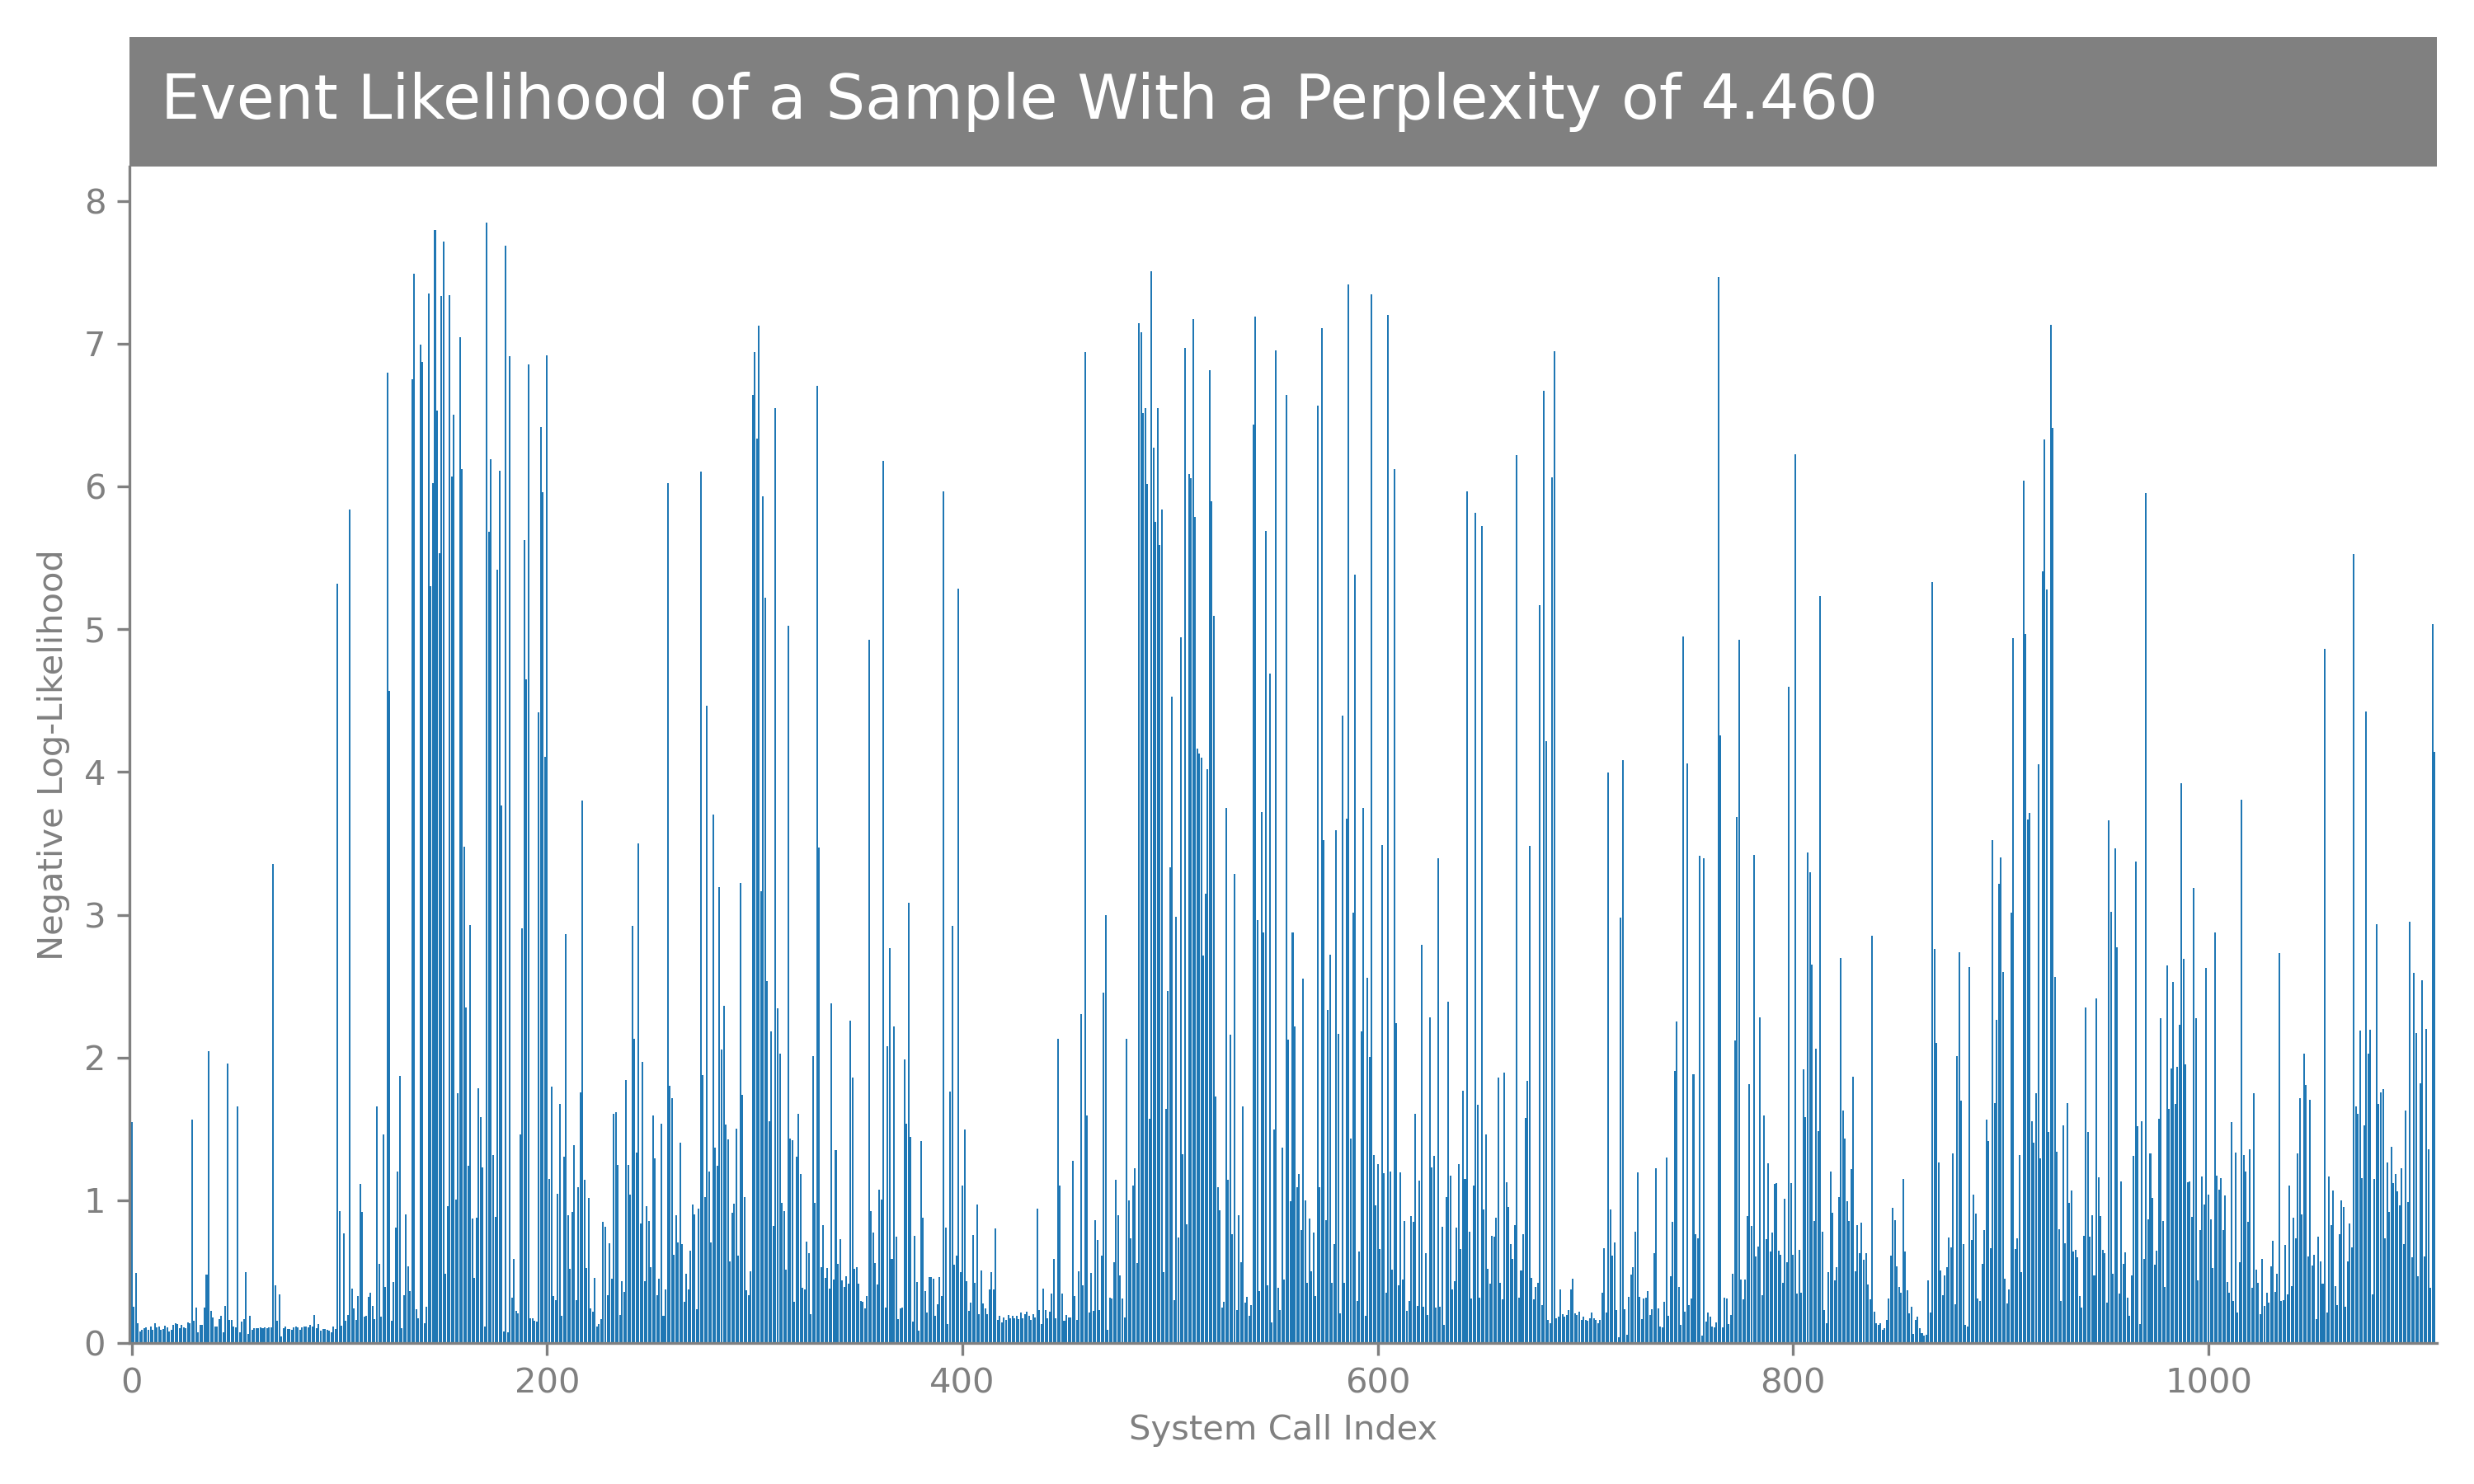 Event Likelihood of a Sample With a Perplexity of 4.460
8
7
6
5
4
3
2
1
0
Negative Log-Likelihood
0 200 400 600 800 1000
System Call Index